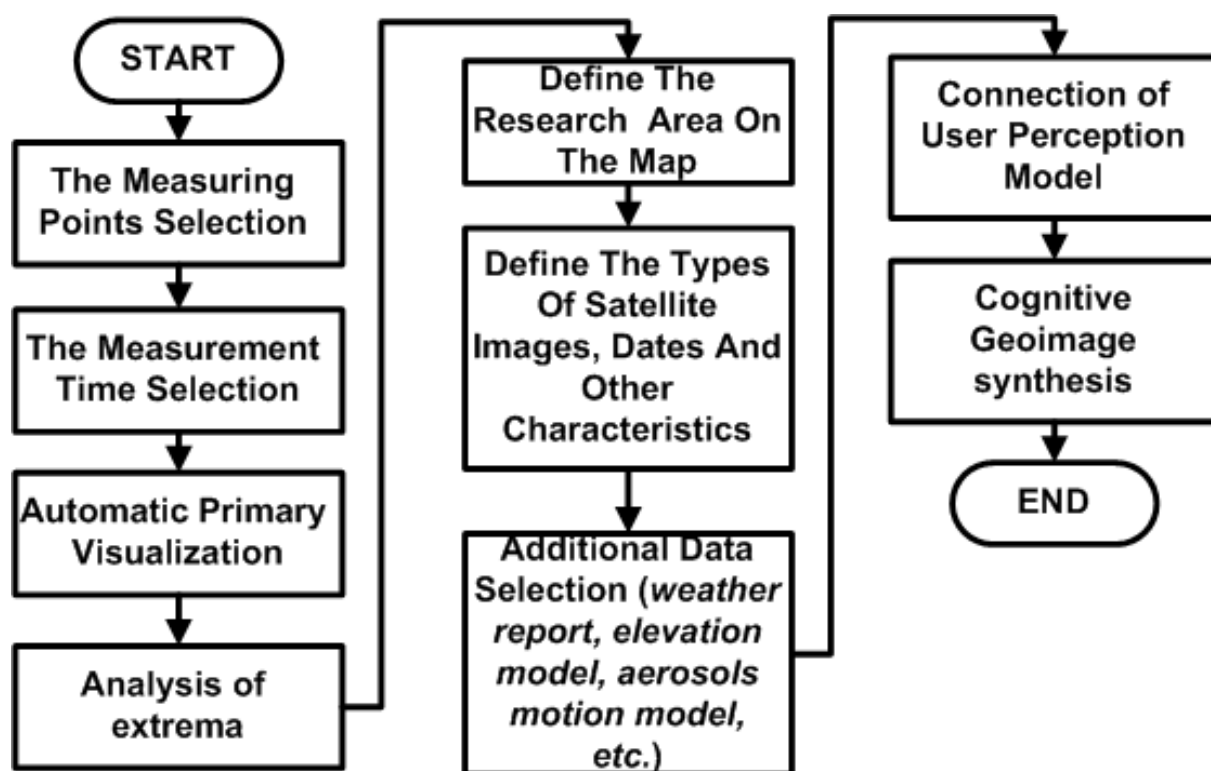 START
The Measuring
Points Selection
The Measurement
Time Selection
Automatic Primary
Visualization
Analysis of
extrema
Define The
Research Area On
The Map
Define The Types
Of Satellite
Images, Dates And
Other
Characteristics
Additional Data
Selection (weather
report, elevation
model, aerosols
motion model,
etc.)
Connection of
User Perception
Model
Cognitive
Geoimage
synthesis
END